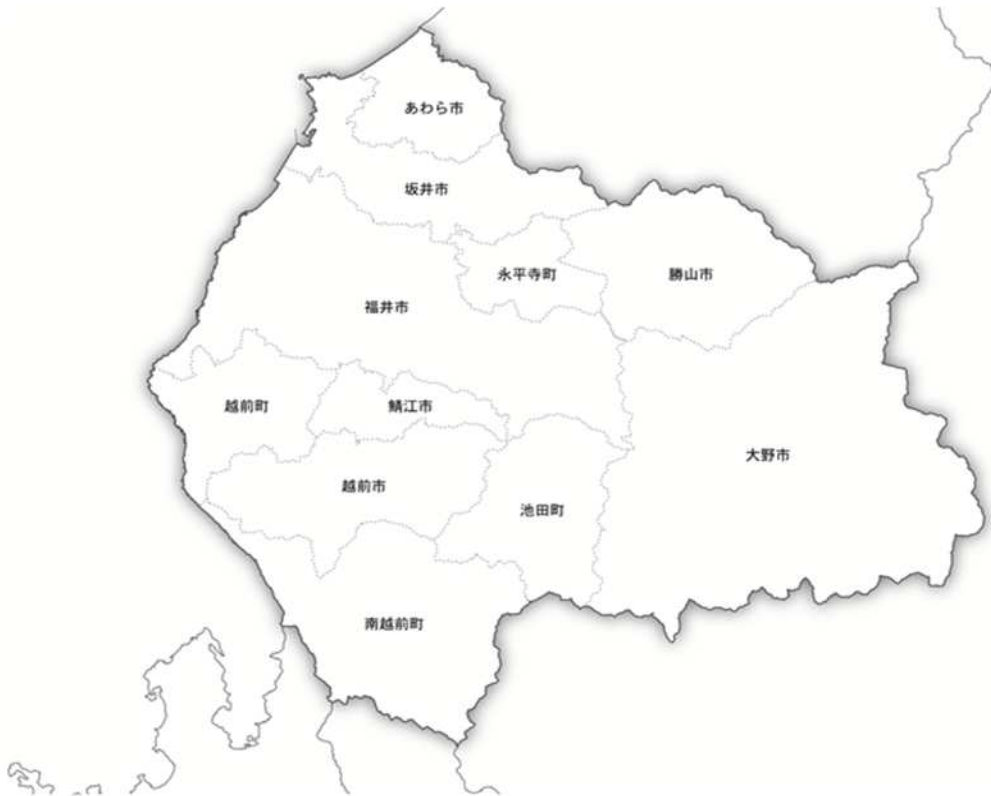 あわら市
坂井市
永平寺町
勝山市
福井市
越前町
鯖江市
大野市
越前市
池田町
南越前町